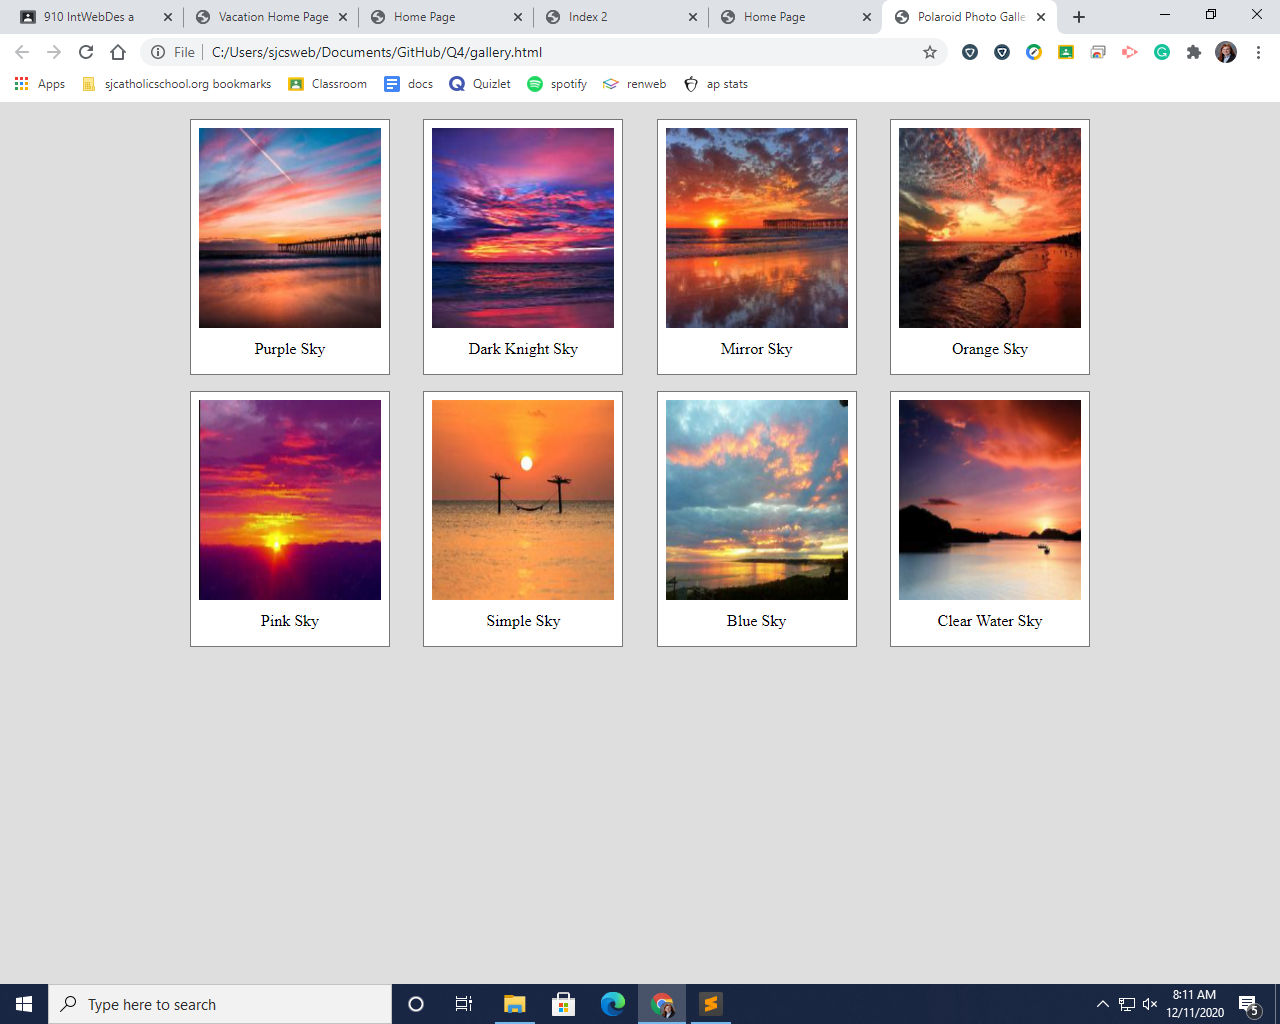 910 IntWebDes a
Vacation Home Page
Home Page
Index 2
Home Page
Polaroid Photo Galle
File
C:/Users/sjcsweb/Documents/GitHub/Q4/gallery.html
Apps
sjcatholicschool.org bookmarks
Classroom
docs
Quizlet
spotify
renweb
ap stats
Purple Sky
Dark Knight Sky
Mirror Sky
Orange Sky
Pink Sky
Simple Sky
Blue Sky
Clear Water Sky
Type here to search
8:11 AM
12/11/2020
5